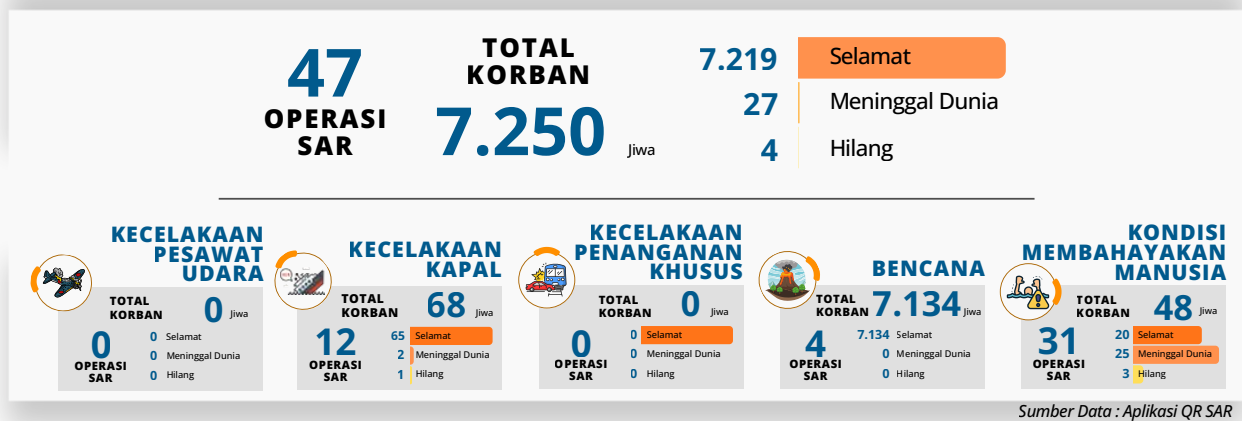 47
OPERASI
SAR
TOTAL
KORBAN
7.250 Jiwa
7.219 Selamat
27 Meninggal Dunia
4 Hilang
KECELAKAAN
PESAWAT
UDARA
TOTAL
KORBAN
0 Jiwa
0
OPERASI
SAR
0 Selamat
0 Meninggal Dunia
0 Hilang
KECELAKAAN
KAPAL
TOTAL
KORBAN
68 Jiwa
12
OPERASI
SAR
65 Selamat
2 Meninggal Dunia
1 Hilang
KECELAKAAN
PENANGANAN
KHUSUS
TOTAL
KORBAN
0 Jiwa
0
OPERASI
SAR
0 Selamat
0 Meninggal Dunia
0 Hilang
BENCANA
TOTAL
KORBAN
7.134 Jiwa
4
OPERASI
SAR
7.134 Selamat
0 Meninggal Dunia
0 Hilang
KONDISI
MEMBAHAYAKAN
MANUSIA
TOTAL
KORBAN
48 Jiwa
31
OPERASI
SAR
20 Selamat
25 Meninggal Dunia
3 Hilang
Sumber Data : Aplikasi QR SAR